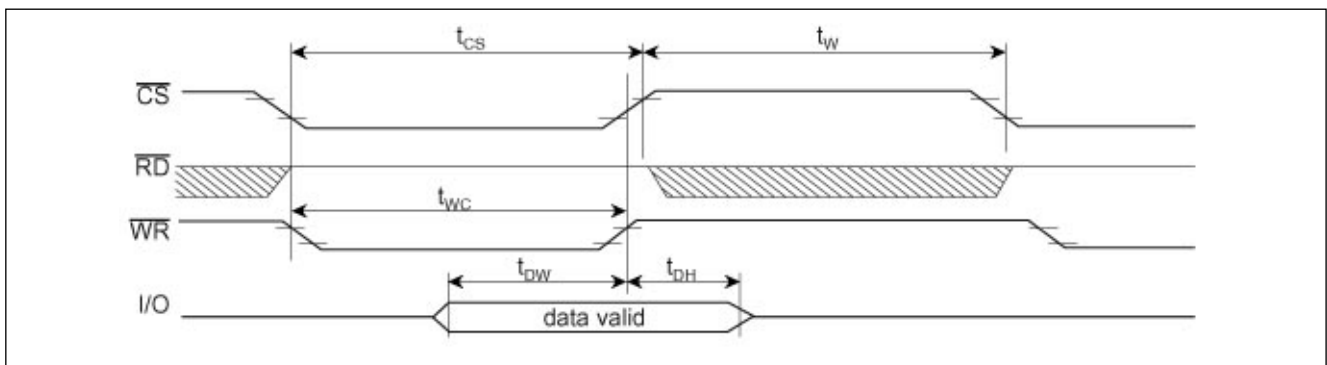 tCS tW
CS
RD
tWC
WR
tDW tDH
I/O
data valid